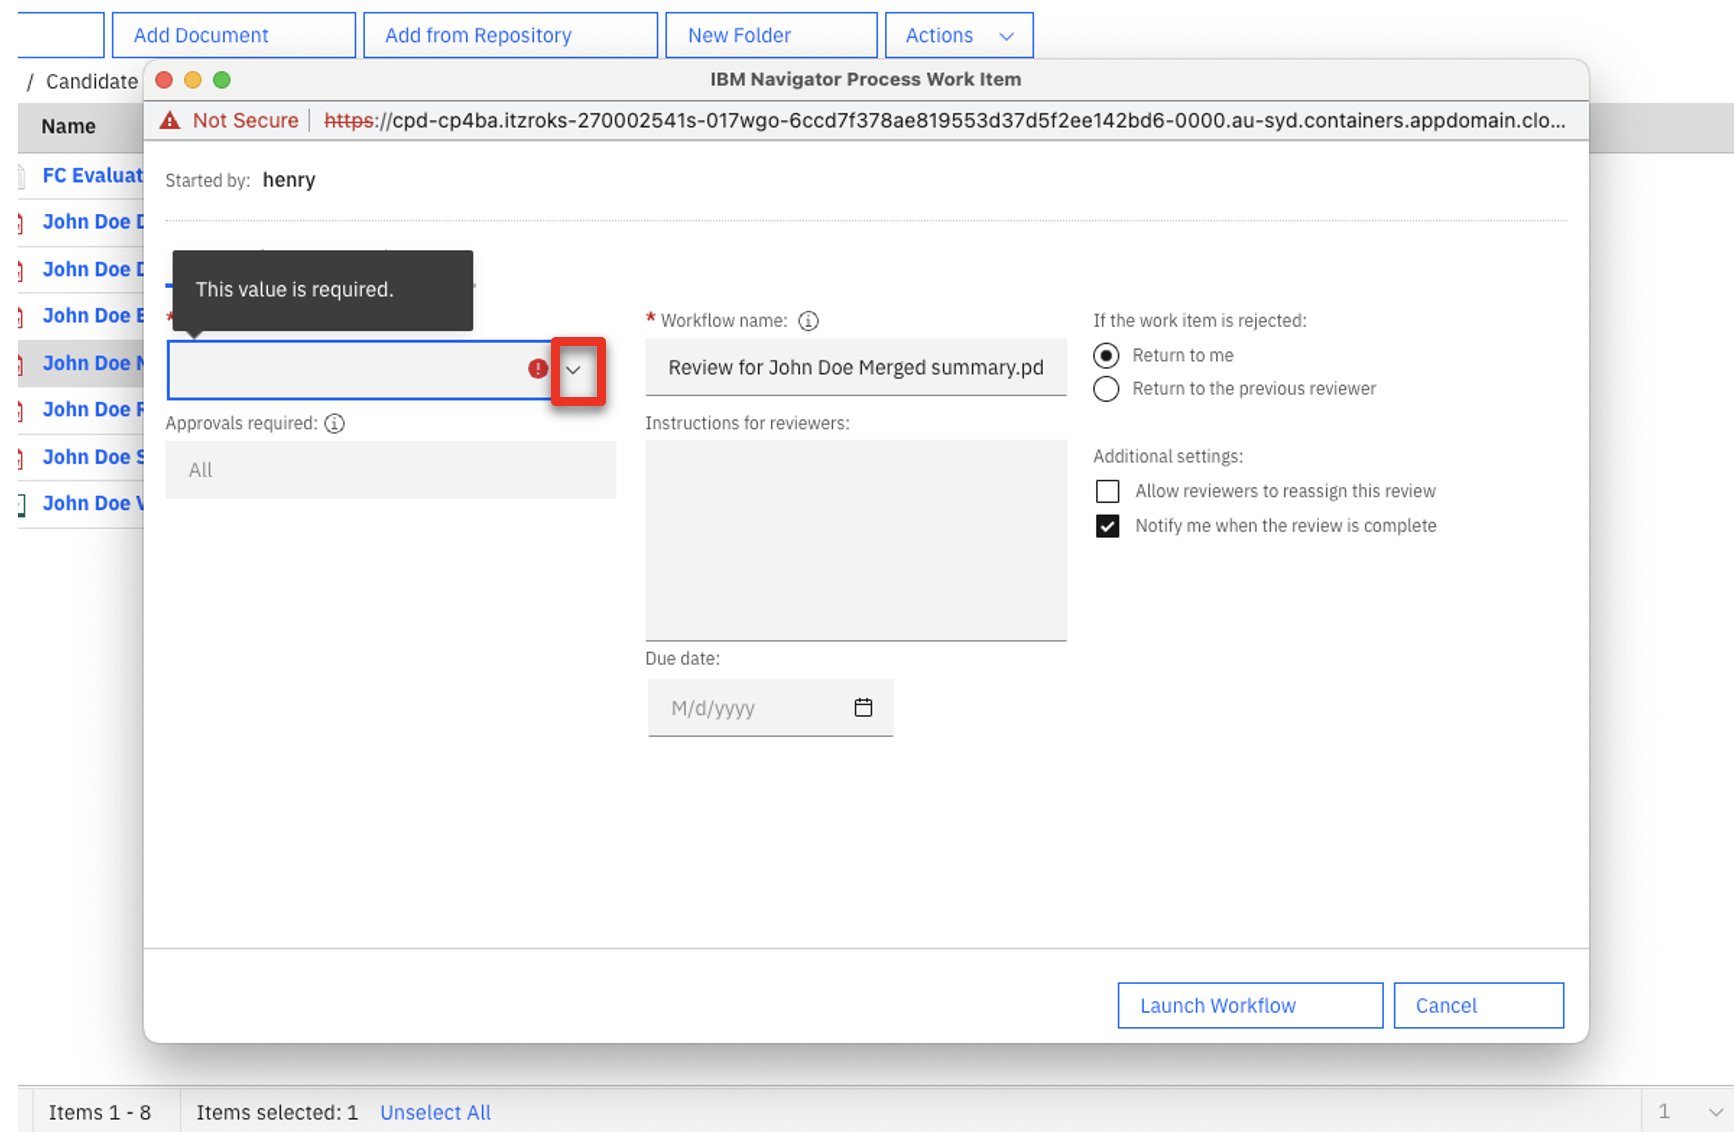 Add Document
Add from Repository
New Folder
Actions
/ Candidate
IBM Navigator Process Work Item
Name
Not Secure
https://cpd-cp4ba.itzroks-270002541s-017wgo-6ccd7f378ae819553d37d5f2ee142bd6-0000.au-syd.containers.appdomain.clo...
FC Evaluat
Started by: henry
John Doe D
John Doe D
This value is required.
John Doe E
* Workflow name:
If the work item is rejected:
Return to me
John Doe M
Review for John Doe Merged summary.pd
Return to the previous reviewer
John Doe R
Approvals required:
Instructions for reviewers:
John Doe S
All
Additional settings:
Allow reviewers to reassign this review
John Doe V
Notify me when the review is complete
Due date:
M/d/yyyy
Launch Workflow
Cancel
Items 1 - 8
Items selected: 1
Unselect All
1